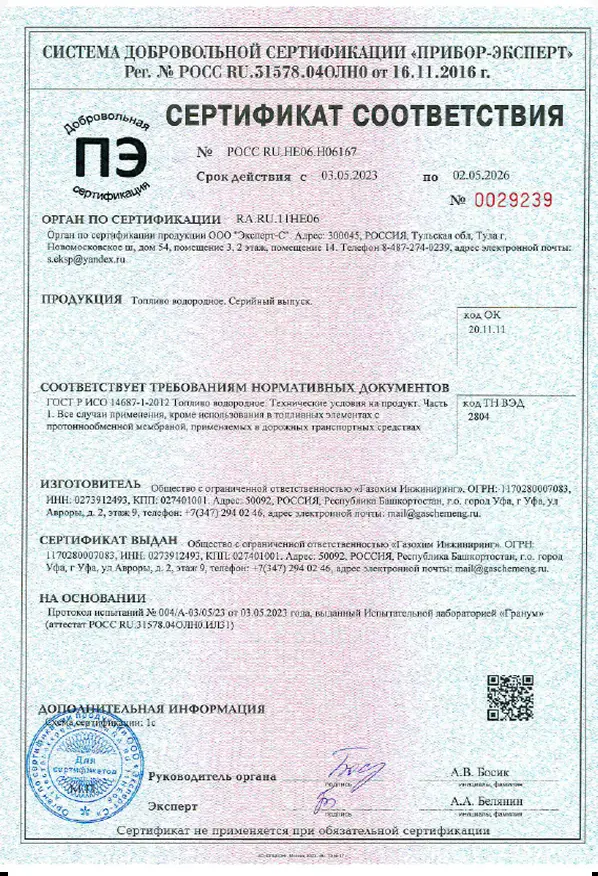 СИСТЕМА ДОБРОВОЛЬНОЙ СЕРТИФИКАЦИИ «ПРИБОР-ЭКСПЕРТ»
Рег. № РОСС RU.31578.04ОЛН0 от 16.11.2016 г.
Добровольная
ПЭ
сертификация
СЕРТИФИКАТ СООТВЕТСТВИЯ
№ РОСС RU.НЕ06.Н06167
Срок действия с 03.05.2023 по 02.05.2026
№ 0029239
ОРГАН ПО СЕРТИФИКАЦИИ RA.RU.11НЕ06
Орган по сертификации продукции ООО "Эксперт-С". Адрес: 300045, РОССИЯ, Тульская обл, Тула г,
Новомосковское ш, дом 54, помещение 3, 2 этаж, помещение 14. Телефон 8-487-274-0239, адрес электронной почты:
s.eksp@yandex.ru
ПРОДУКЦИЯ Топливо водородное. Серийный выпуск.
код ОК
20.11.11
СООТВЕТСТВУЕТ ТРЕБОВАНИЯМ НОРМАТИВНЫХ ДОКУМЕНТОВ
ГОСТ Р ИСО 14687-1-2012 Топливо водородное. Технические условия на продукт. Часть
1. Все случаи применения, кроме использования в топливных элементах с
протоннообменной мембраной, применяемых в дорожных транспортных средствах
код ТН ВЭД
2804
ИЗГОТОВИТЕЛЬ Общество с ограниченной ответственностью «Газохим Инжиниринг», ОГРН: 1170280007083,
ИНН: 0273912493, КПП: 027401001. Адрес: 50092, РОССИЯ, Республика Башкортостан, г.о. город Уфа, г Уфа, ул
Авроры, д. 2, этаж 9, телефон: +7(347) 294 02 46, адрес электронной почты: mail@gaschemeng.ru.
СЕРТИФИКАТ ВЫДАН Общество с ограниченной ответственностью «Газохим Инжиниринг». ОГРН:
1170280007083, ИНН: 0273912493, КПП: 027401001. Адрес: 50092, РОССИЯ, Республика Башкортостан, г.о. город
Уфа, г Уфа, ул Авроры, д. 2, этаж 9, телефон: +7(347) 294 02 46, адрес электронной почты: mail@gaschemeng.ru.
НА ОСНОВАНИИ
Протокол испытаний № 004/А-03/05/23 от 03.05.2023 года, выданный Испытательной лабораторией «Гранум»
(аттестат РОСС RU.31578.04ОЛН0.ИЛ31)
ДОПОЛНИТЕЛЬНАЯ ИНФОРМАЦИЯ
Схема сертификации: 1с
Для
сертификатов
М.П.
Руководитель органа
подпись
А.В. Босик
инициалы, фамилия
Эксперт
подпись
А.А. Белянин
инициалы, фамилия
Сертификат не применяется при обязательной сертификации